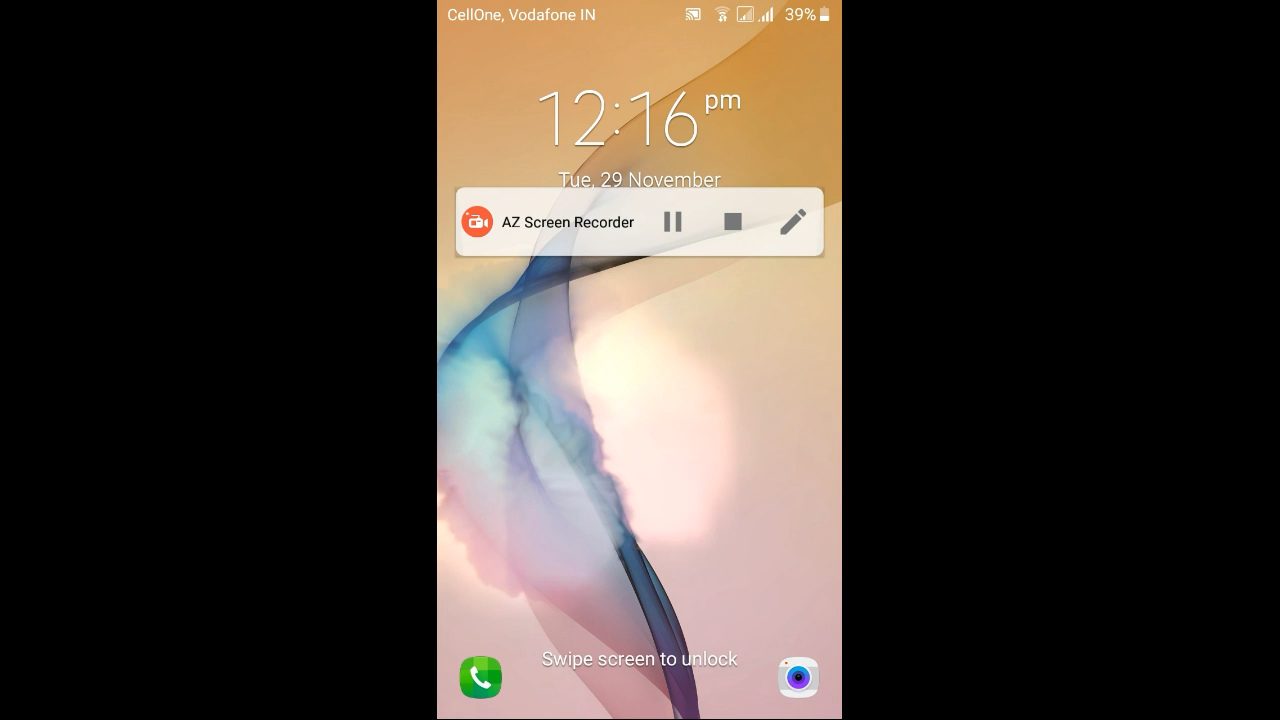 CellOne, Vodafone IN 39%
12:16 pm
Tue, 29 November
AZ Screen Recorder
Swipe screen to unlock